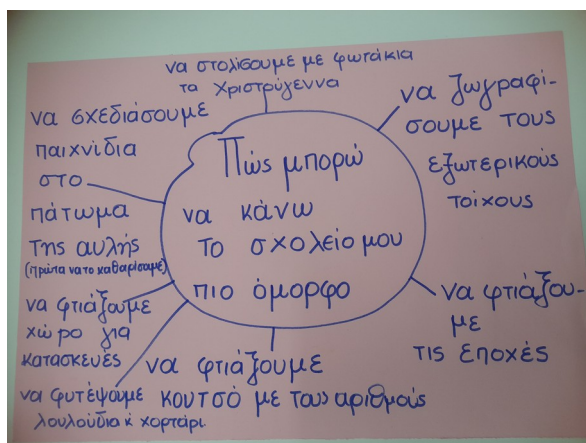 να στολίσουμε με φωτάκια
τα Χριστούγεννα
να σχεδιάσουμε
παιχνίδια
στο
πάτωμα
της αυλής
(πρώτα να το καθαρίσουμε)
να φτιάξουμε
χώρο για
κατασκευές
να φυτέψουμε
λουλούδια κ χορτάρι
Πώς μπορώ
να κάνω
το σχολείο μου
πιο όμορφο
να ζωγραφί-
σουμε τους
εξωτερικούς
τοίχους
να φτιάξου-
με
τις εποχές
να φτιάξουμε
κουτσό με τους αριθμούς